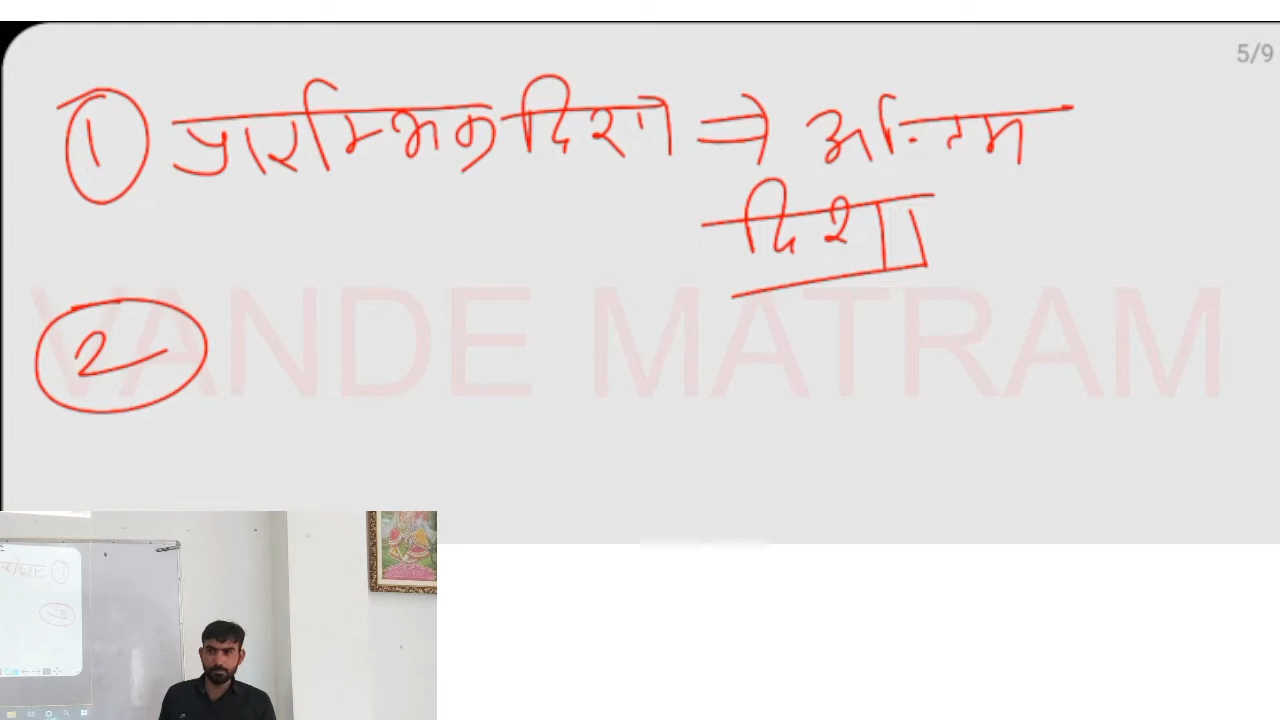 5/9
① प्रारम्भिक दिशा ⇒ अन्तिम
दिशा
②
VANDE MATRAM